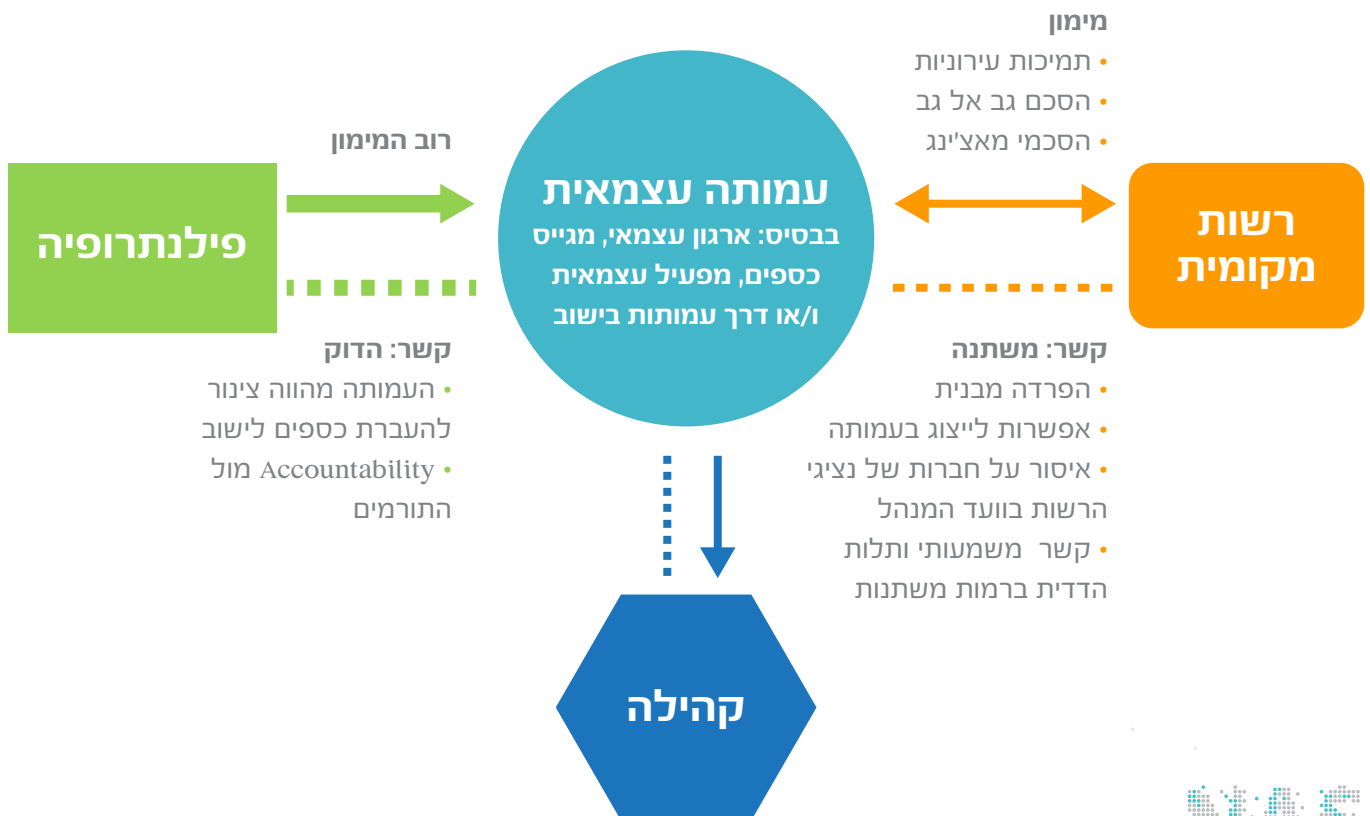 מימון
• תמיכות עירוניות
• הסכם גב אל גב
• הסכמי מאצ'ינג
רשות
מקומית
קשר: משתנה
• הפרדה מבנית
• אפשרות לייצוג בעמותה
• איסור על חברות של נציגי
הרשות בוועד המנהל
• קשר משמעותי ותלות
הדדית ברמות משתנות
עמותה עצמאית
בבסיס: ארגון עצמאי, מגייס
כספים, מפעיל עצמאית
ו/או דרך עמותות בישוב
רוב המימון
פילנתרופיה
קשר: הדוק
• העמותה מהווה צינור
להעברת כספים לישוב
• Accountability מול
התורמים
קהילה